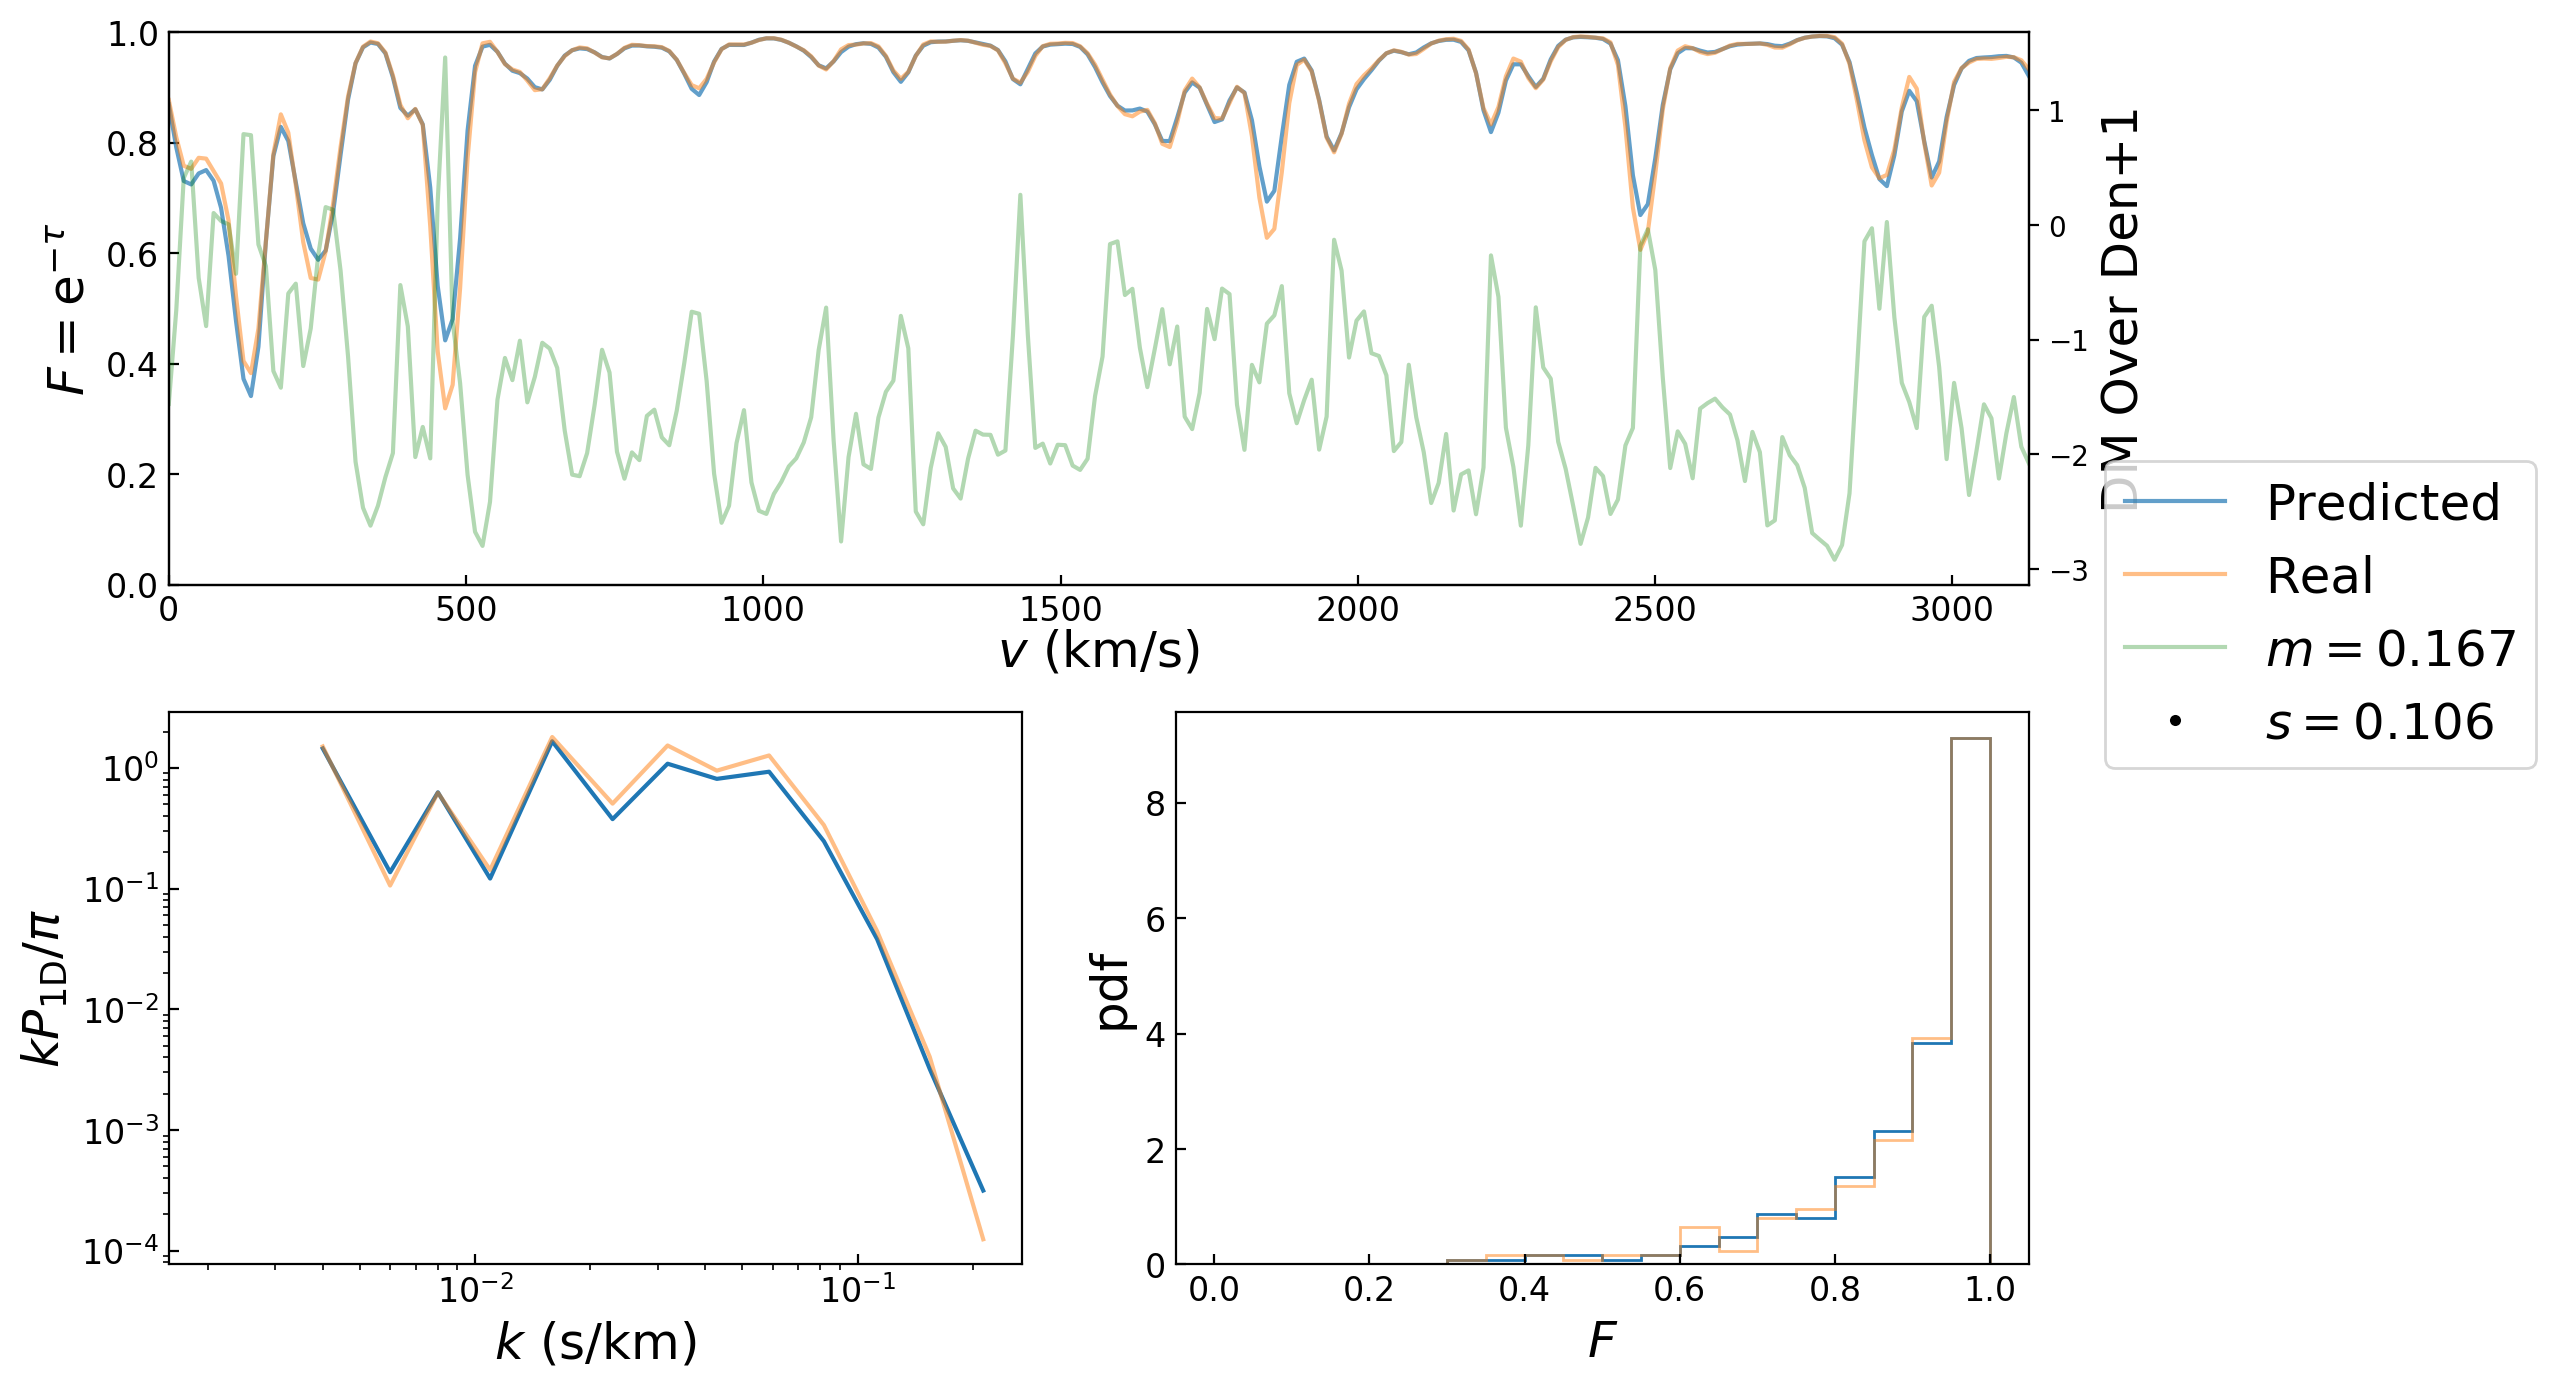 1.0
0.8
0.6
0.4
0.2
0.0
F = e^{−τ}
0 500 1000 1500 2000 2500 3000
v (km/s)
1
0
−1
−2
−3
DM Over Den+1
Predicted
Real
m = 0.167
s = 0.106
10^0
10^{−1}
10^{−2}
10^{−3}
10^{−4}
kP_{1D}/π
10^{−2} 10^{−1}
k (s/km)
8
6
4
2
0
pdf
0.0 0.2 0.4 0.6 0.8 1.0
F